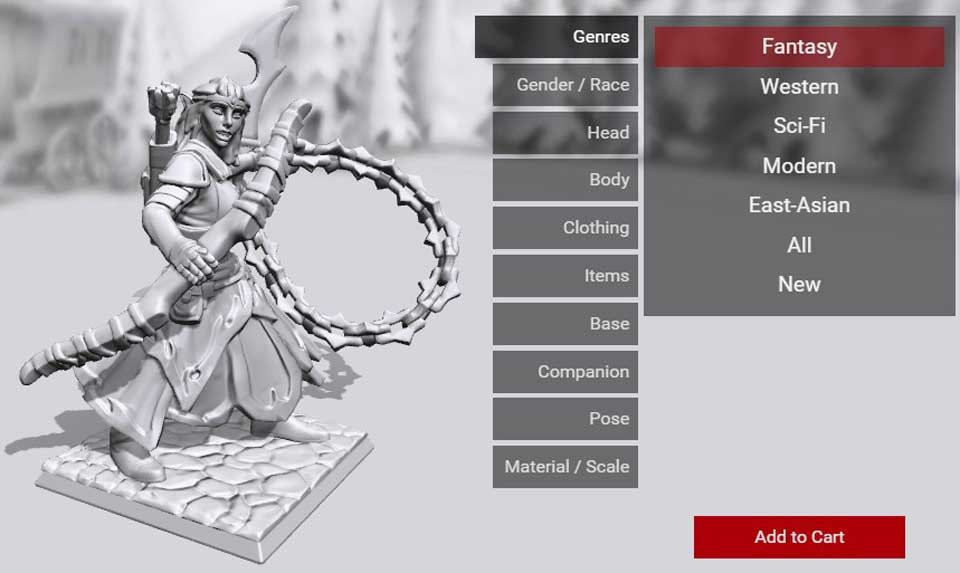 Genres
Gender / Race
Head
Body
Clothing
Items
Base
Companion
Pose
Material / Scale
Fantasy
Western
Sci-Fi
Modern
East-Asian
All
New
Add to Cart